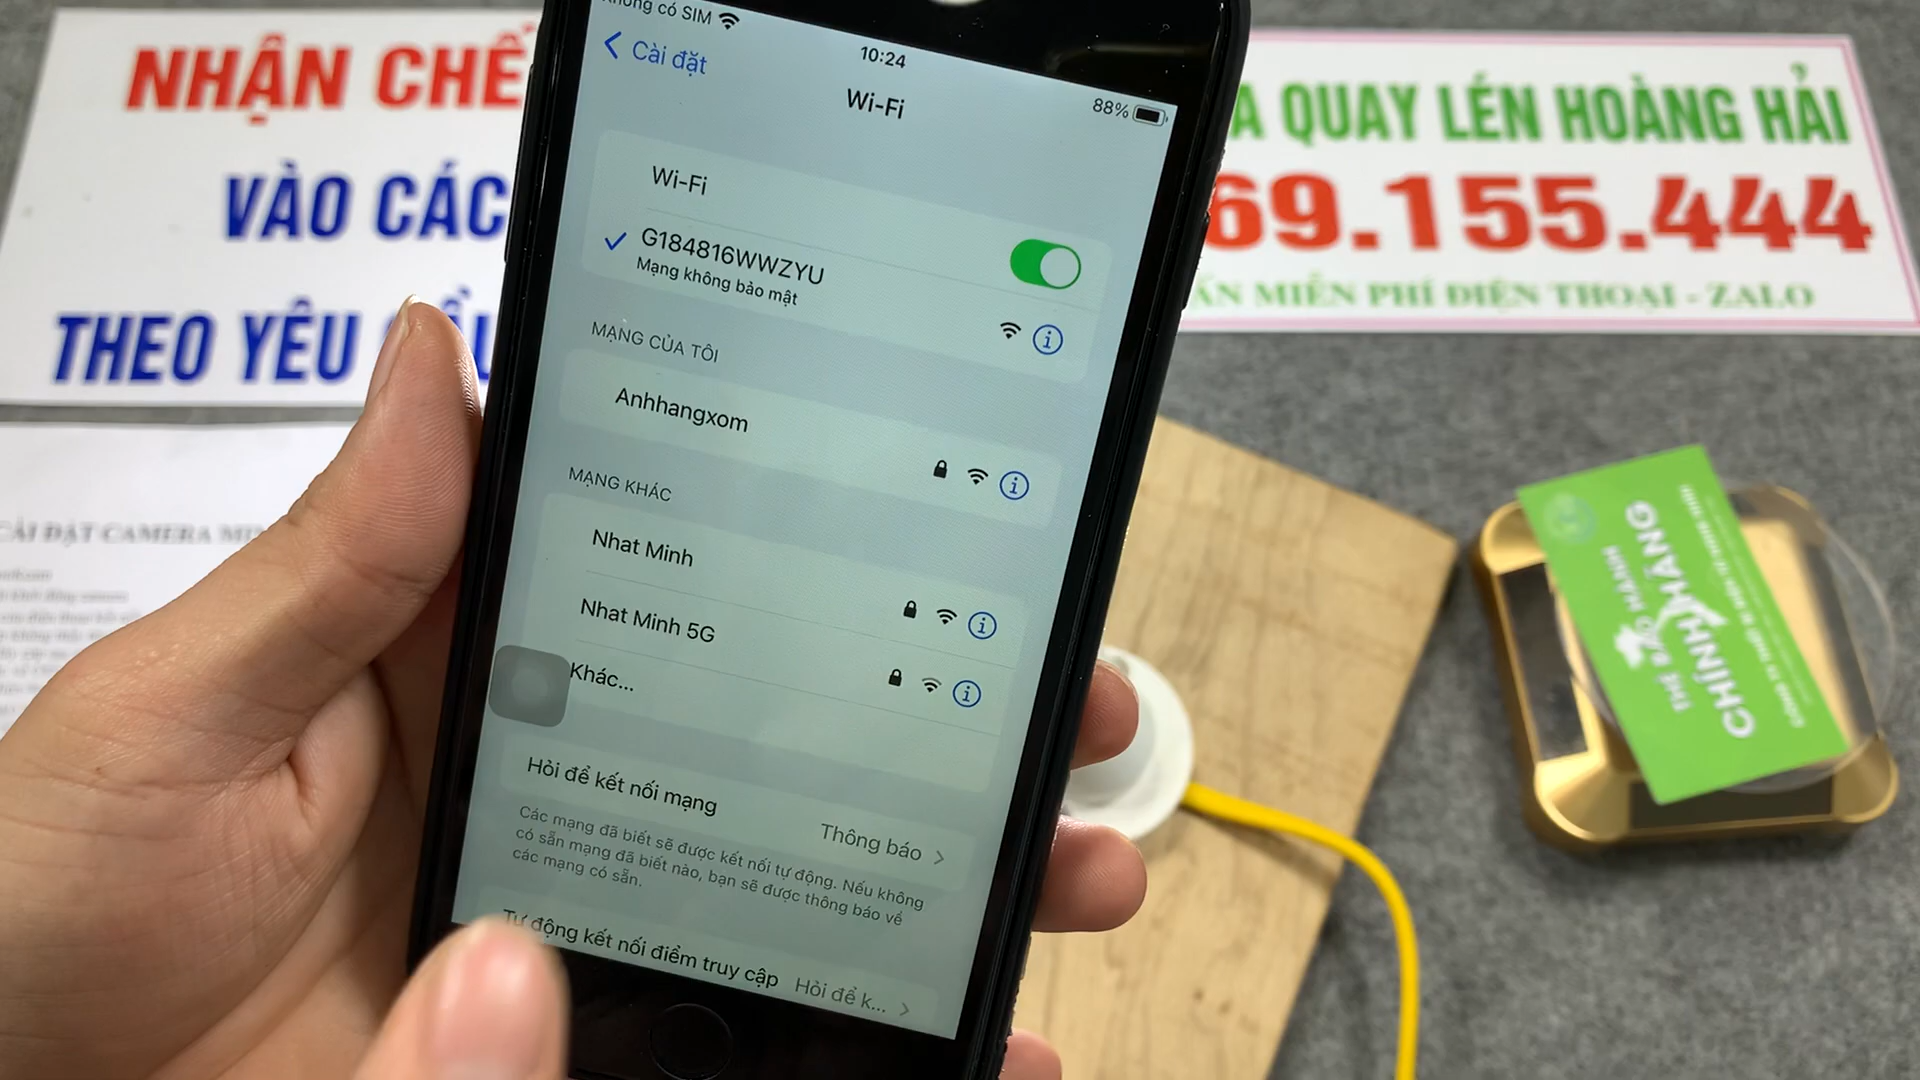 NHẬN CHẾ
VÀO CÁC
THEO YÊU
A QUAY LÉN HOÀNG HẢI
69.155.444
ẤN MIỄN PHÍ ĐIỆN THOẠI - ZALO
CÀI ĐẶT CAMERA
Không có SIM
10:24
88%
Cài đặt
Wi-Fi
Wi-Fi
G184816WWZYU
Mạng không bảo mật
MẠNG CỦA TÔI
Anhhangxom
MẠNG KHÁC
Nhat Minh
Nhat Minh 5G
Khác...
Hỏi để kết nối mạng
Thông báo
Các mạng đã biết sẽ được kết nối tự động. Nếu không
có sẵn mạng đã biết nào, bạn sẽ được thông báo về
các mạng có sẵn.
Tự động kết nối điểm truy cập
Hỏi để k...
THẺ BẢO HÀNH
CHÍNH HÃNG